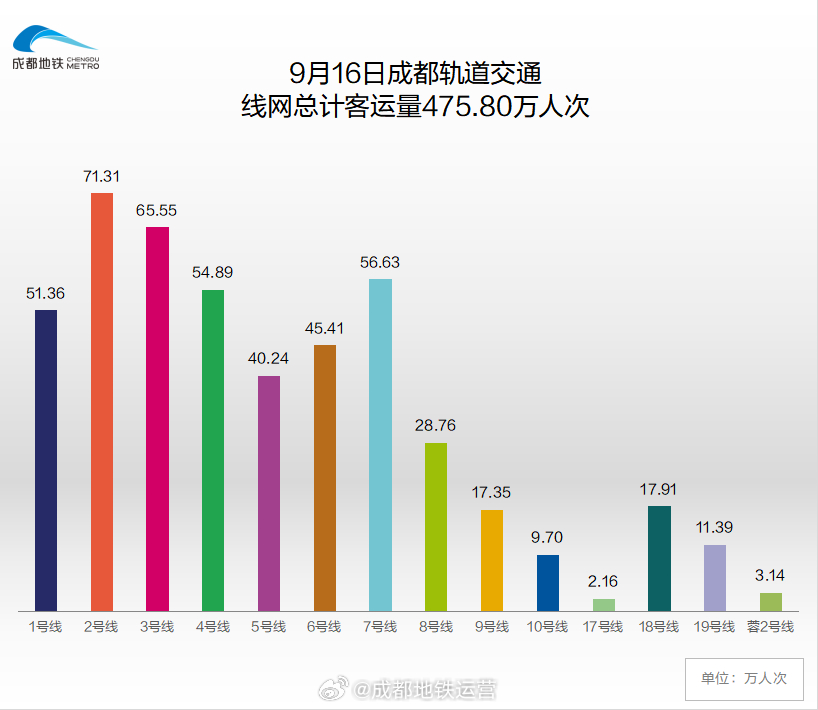 成都地铁 CHENGDU METRO
9月16日成都轨道交通
线网总计客运量475.80万人次
51.36
71.31
65.55
54.89
40.24
45.41
56.63
28.76
17.35
9.70
2.16
17.91
11.39
3.14
1号线 2号线 3号线 4号线 5号线 6号线 7号线 8号线 9号线 10号线 17号线 18号线 19号线 蓉2号线
单位：万人次
@成都地铁运营